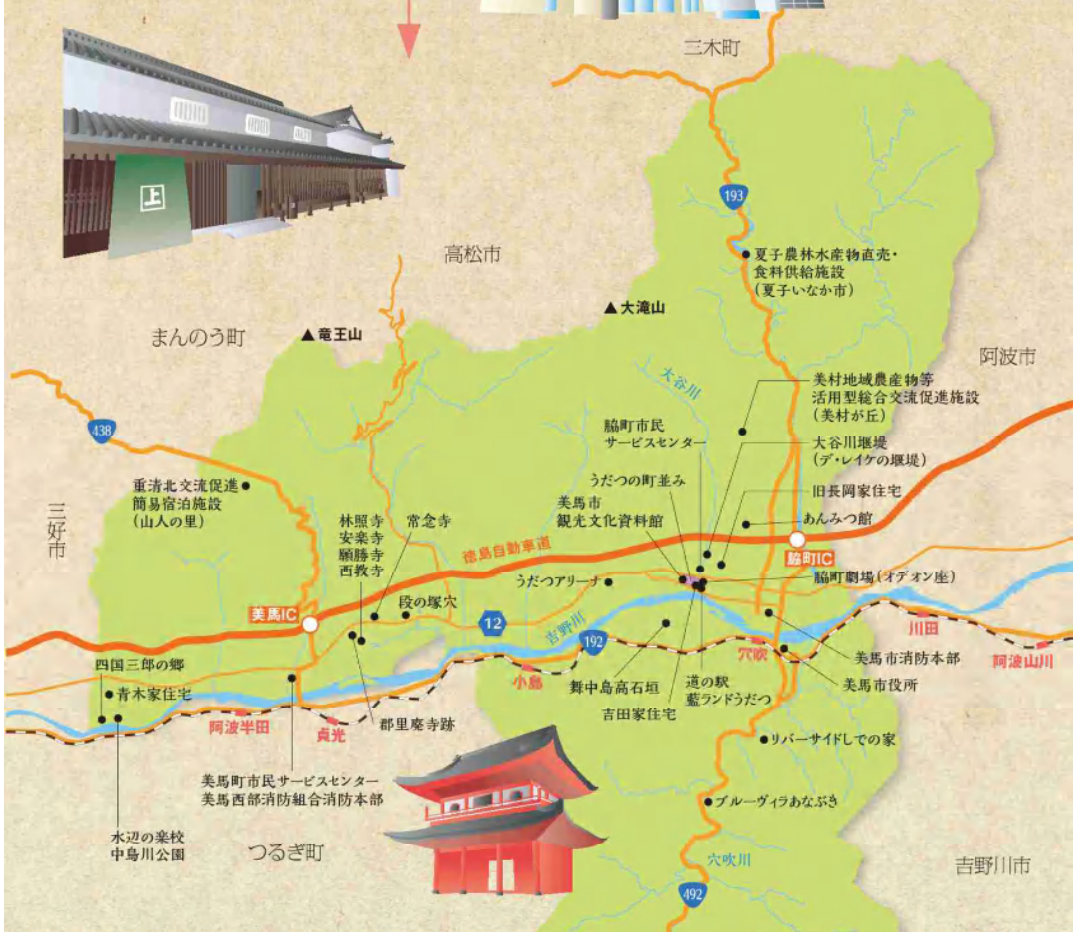 三木町
上
193
高松市
夏子農林水産物直売・
食料供給施設
(夏子いなか市)
▲大滝山
▲竜王山
まんのう町
阿波市
大谷川
美村地域農産物等
活用型総合交流促進施設
(美村が丘)
438
脇町市民
サービスセンター
大谷川堰堤
(デ・レイケの堰堤)
うだつの町並み
重清北交流促進
簡易宿泊施設
(山人の里)
旧長岡家住宅
美馬市
観光文化資料館
三好市
林照寺
安楽寺
願勝寺
西教寺
常念寺
あんみつ館
徳島自動車道
脇町IC
うだつアリーナ
脇町劇場(オデオン座)
段の塚穴
美馬IC
12
吉野川
192
川田
穴吹
美馬市消防本部
阿波山川
四国三郎の郷
小島
舞中島高石垣
道の駅
藍ランドうだつ
美馬市役所
青木家住宅
吉田家住宅
阿波半田
貞光
郡里廃寺跡
リバーサイドしでの家
美馬町市民サービスセンター
美馬西部消防組合消防本部
ブルーヴィラあなぶき
水辺の楽校
中鳥川公園
つるぎ町
穴吹川
吉野川市
492